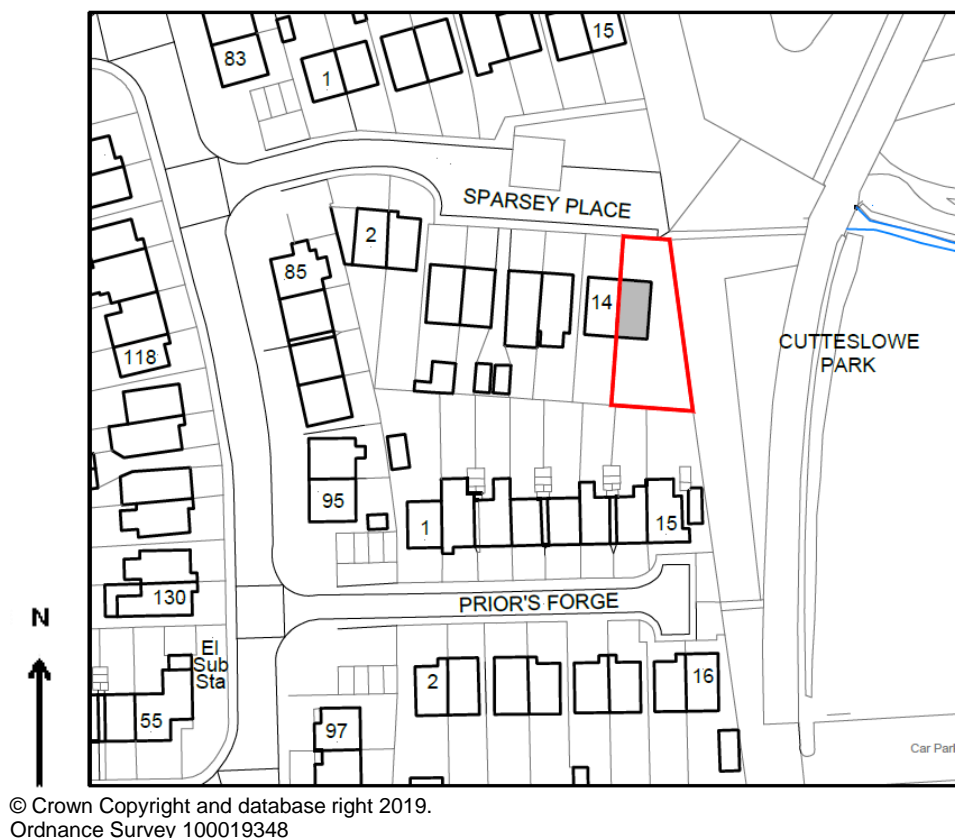 83
1
15
SPARSEY PLACE
2
85
14
118
CUTTESLOWE
PARK
95
1
15
130
PRIOR'S FORGE
N
El
Sub
Sta
2
16
55
97
Car Park
© Crown Copyright and database right 2019.
Ordnance Survey 100019348